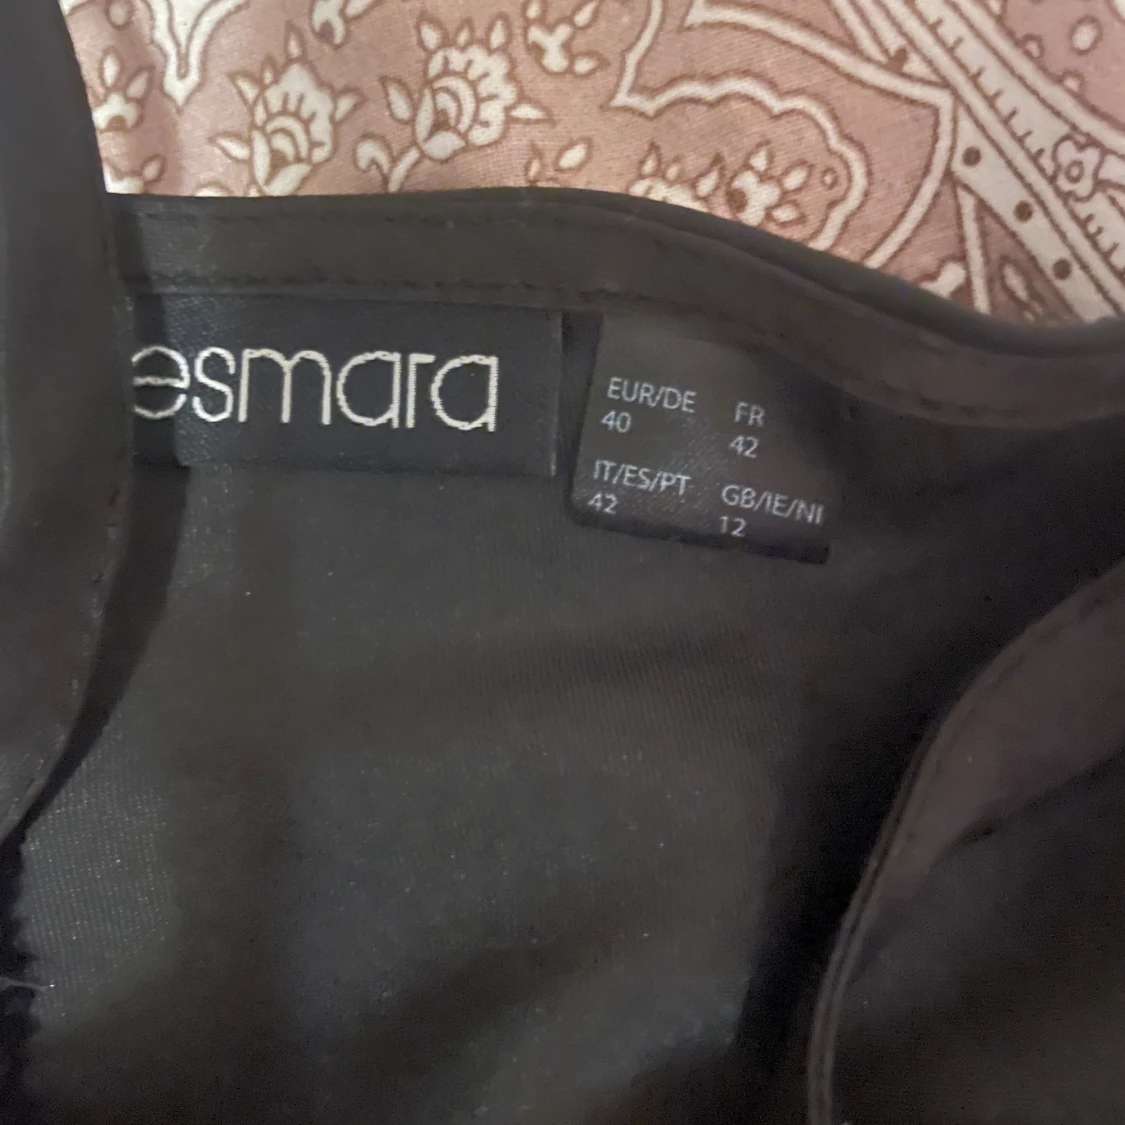 esmara
EUR/DE FR
40 42
IT/ES/PT GB/IE/NI
42 12